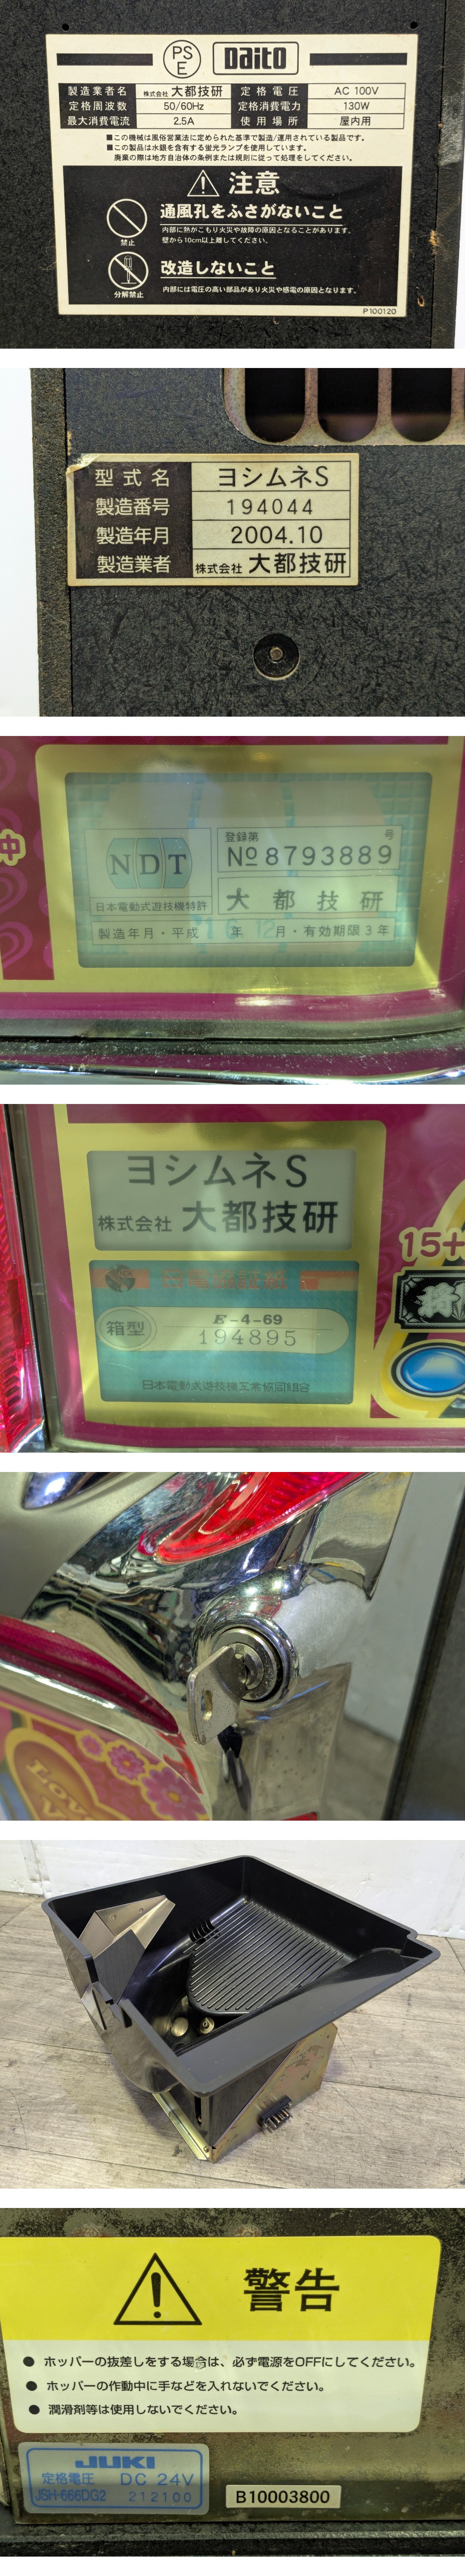 PS
E
Daito
製造業者名 株式会社 大都技研 定格電圧 AC 100V
定格周波数 50/60Hz 定格消費電力 130W
最大消費電流 2.5A 使用場所 屋内用
■この機械は風俗営業法に定められた基準で製造/運用されている製品です。
■この製品は水銀を含有する蛍光ランプを使用しています。
廃棄の際は地方自治体の条例または規則に従って処理をしてください。
注意
通風孔をふさがないこと
内部に熱がこもり火災や故障の原因となることがあります。
壁から10cm以上離してください。
禁止
改造しないこと
内部には電圧の高い部品があり火災や感電の原因となります。
分解禁止
P100120
型式名 ヨシムネS
製造番号 194044
製造年月 2004.10
製造業者 株式会社 大都技研
登録第 号
NDT
№8793889
大都技研
日本電動式遊技機特許
製造年月・平成 年 12月・有効期限3年
ヨシムネS
株式会社 大都技研
15+
箱型
E-4-69
194895
日本電動式遊技機工業協同組合
警告
● ホッパーの抜差しをする場合は、必ず電源をOFFにしてください。
● ホッパーの作動中に手などを入れないでください。
● 潤滑剤等は使用しないでください。
JUKI
定格電圧 DC 24V
JSH-666DG2 212100
B10003800